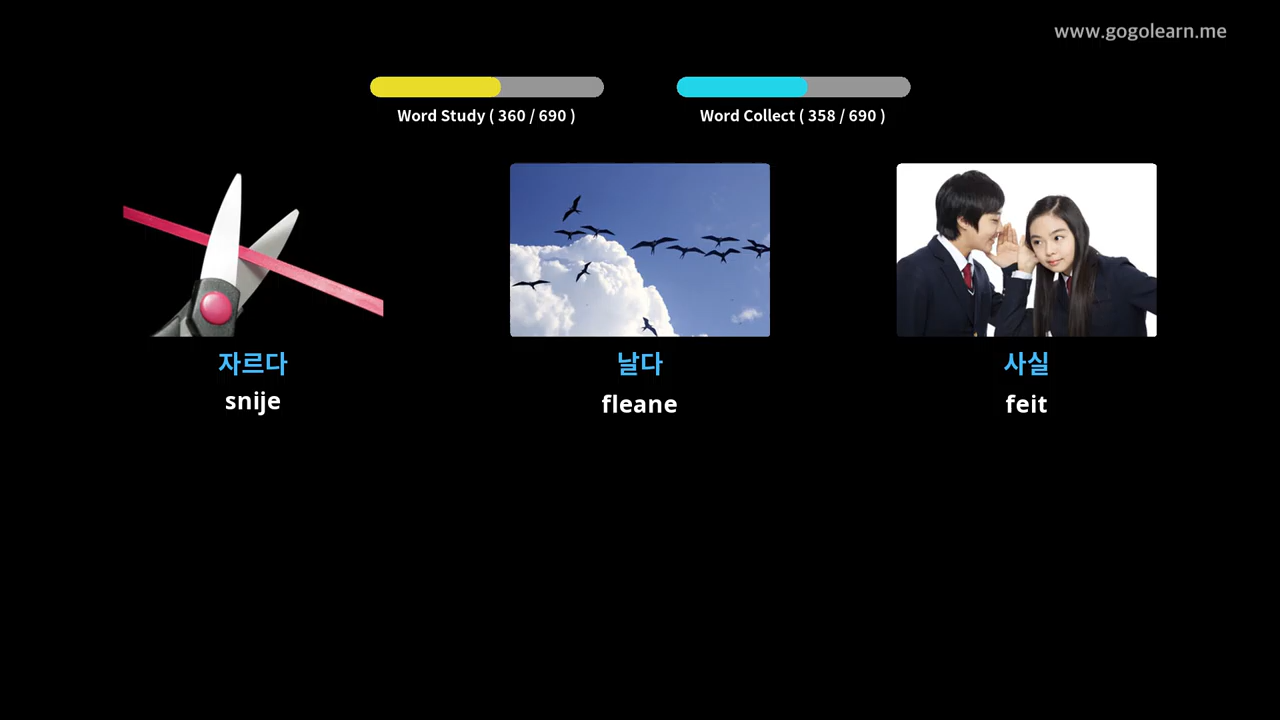 www.gogolearn.me
Word Study ( 360 / 690 )
Word Collect ( 358 / 690 )
자르다
snije
날다
fleane
사실
feit